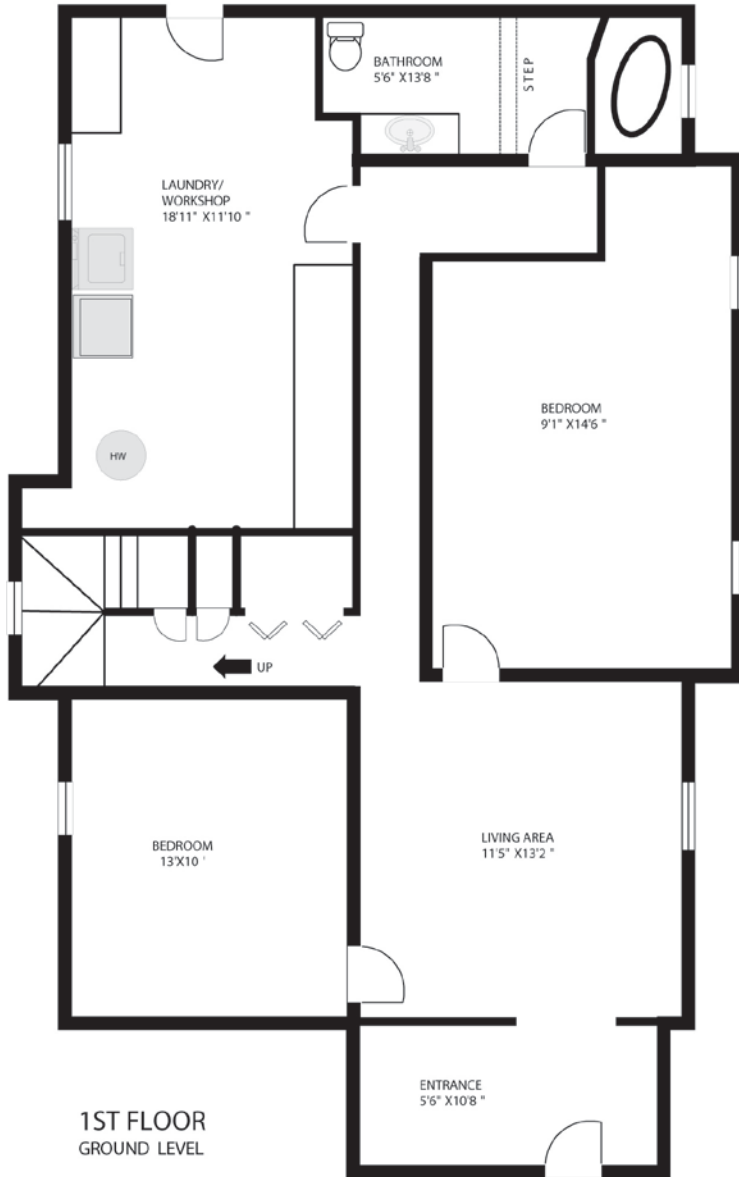 BATHROOM
5'6" X13'8 "
STEP
LAUNDRY/
WORKSHOP
18'11" X11'10 "
BEDROOM
9'1" X14'6 "
HW
UP
BEDROOM
13'X10 '
LIVING AREA
11'5" X13'2 "
ENTRANCE
5'6" X10'8 "
1ST FLOOR
GROUND LEVEL